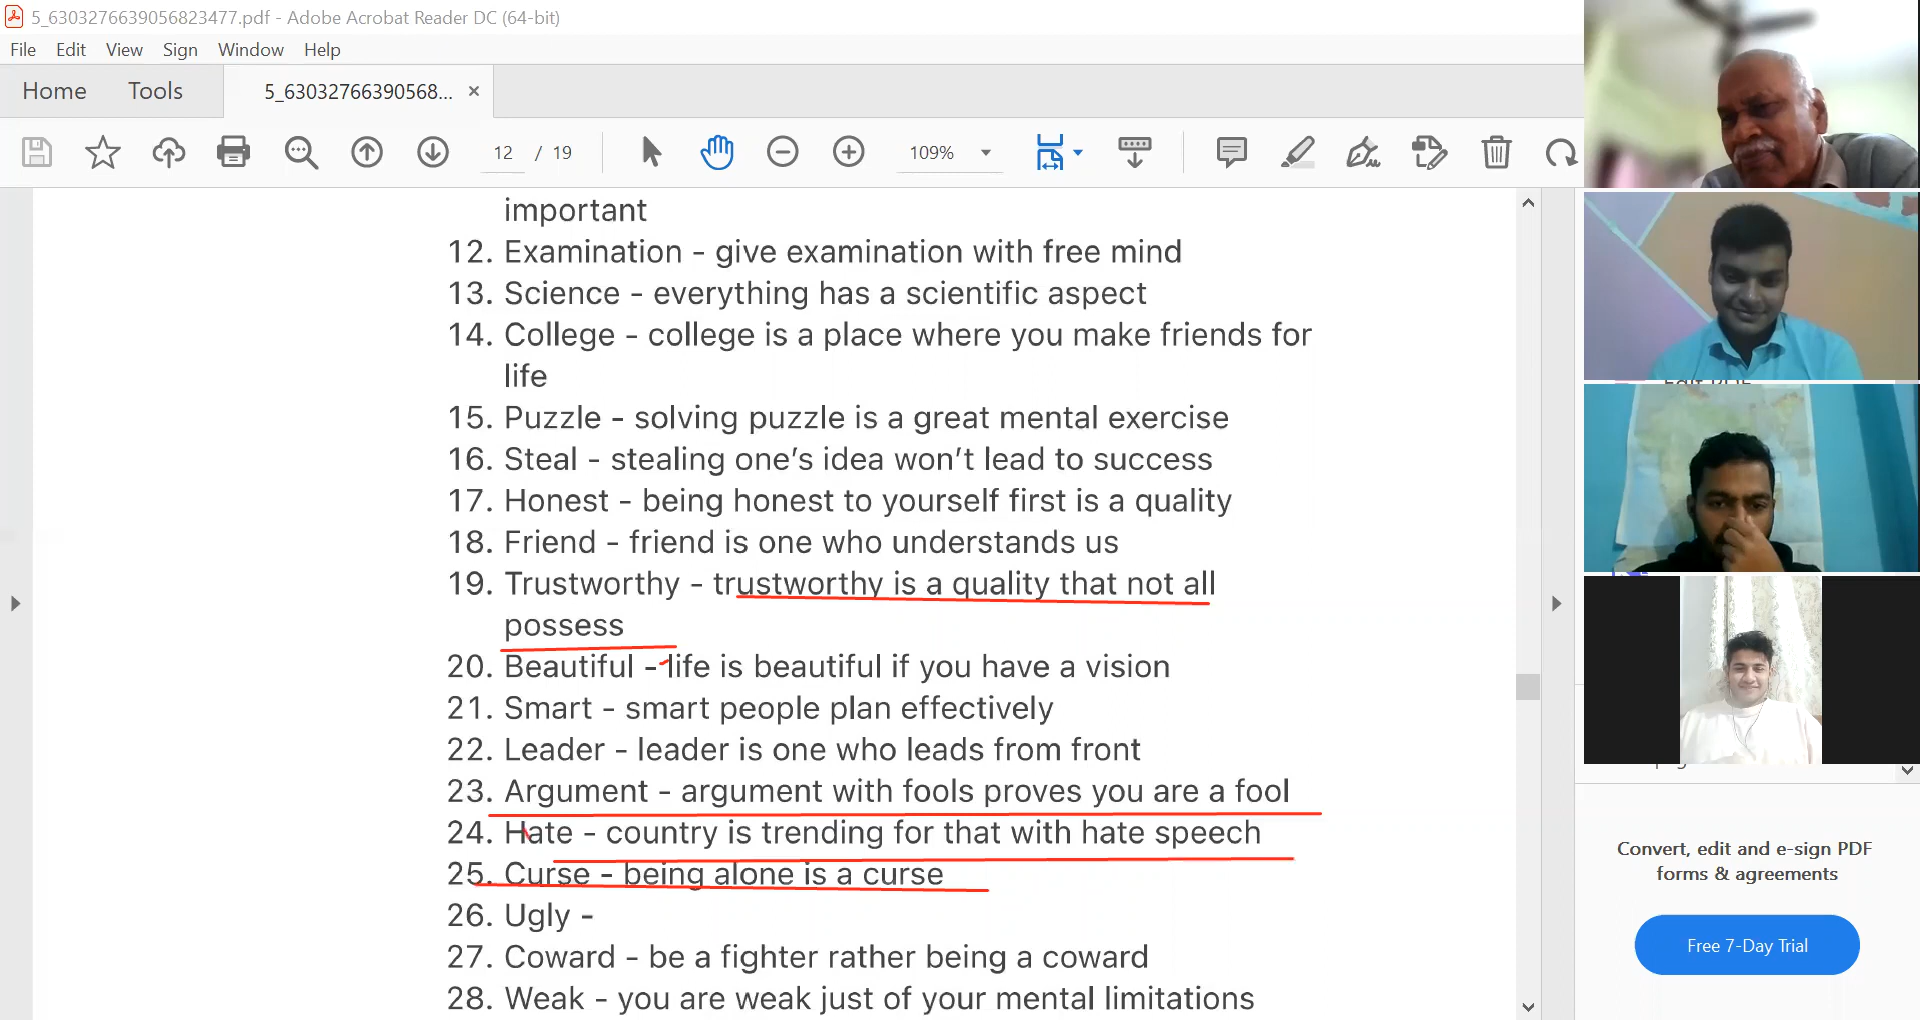 5_6303276639056823477.pdf - Adobe Acrobat Reader DC (64-bit)
File Edit View Sign Window Help
Home Tools 5_63032766390568... ×
12 / 19 109%
important
12. Examination - give examination with free mind
13. Science - everything has a scientific aspect
14. College - college is a place where you make friends for
life
15. Puzzle - solving puzzle is a great mental exercise
16. Steal - stealing one’s idea won’t lead to success
17. Honest - being honest to yourself first is a quality
18. Friend - friend is one who understands us
19. Trustworthy - trustworthy is a quality that not all
possess
20. Beautiful - life is beautiful if you have a vision
21. Smart - smart people plan effectively
22. Leader - leader is one who leads from front
23. Argument - argument with fools proves you are a fool
24. Hate - country is trending for that with hate speech
25. Curse - being alone is a curse
26. Ugly -
27. Coward - be a fighter rather being a coward
28. Weak - you are weak just of your mental limitations
Edit PDF
Convert, edit and e-sign PDF
forms & agreements
Free 7-Day Trial